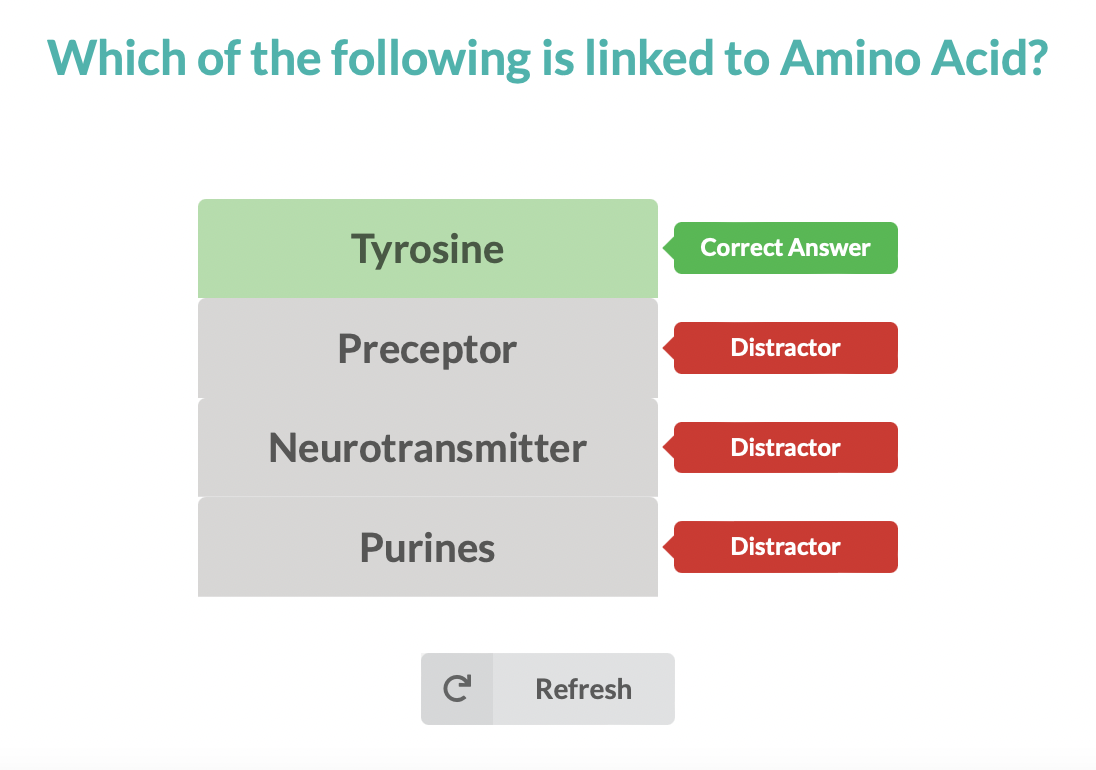 Which of the following is linked to Amino Acid?
Tyrosine
Correct Answer
Preceptor
Distractor
Neurotransmitter
Distractor
Purines
Distractor
Refresh